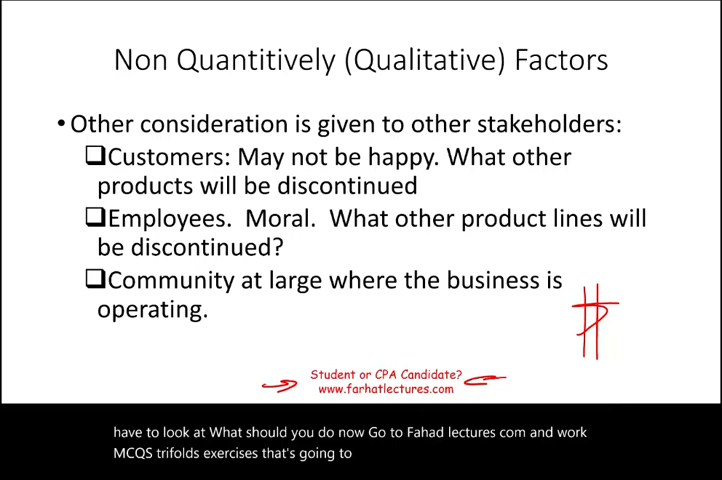 Non Quantitively (Qualitative) Factors
• Other consideration is given to other stakeholders:
❑Customers: May not be happy. What other
products will be discontinued
❑Employees.  Moral.  What other product lines will
be discontinued?
❑Community at large where the business is
operating.
Student or CPA Candidate?
www.farhatlectures.com
have to look at What should you do now Go to Fahad lectures com and work
MCQS trifolds exercises that's going to